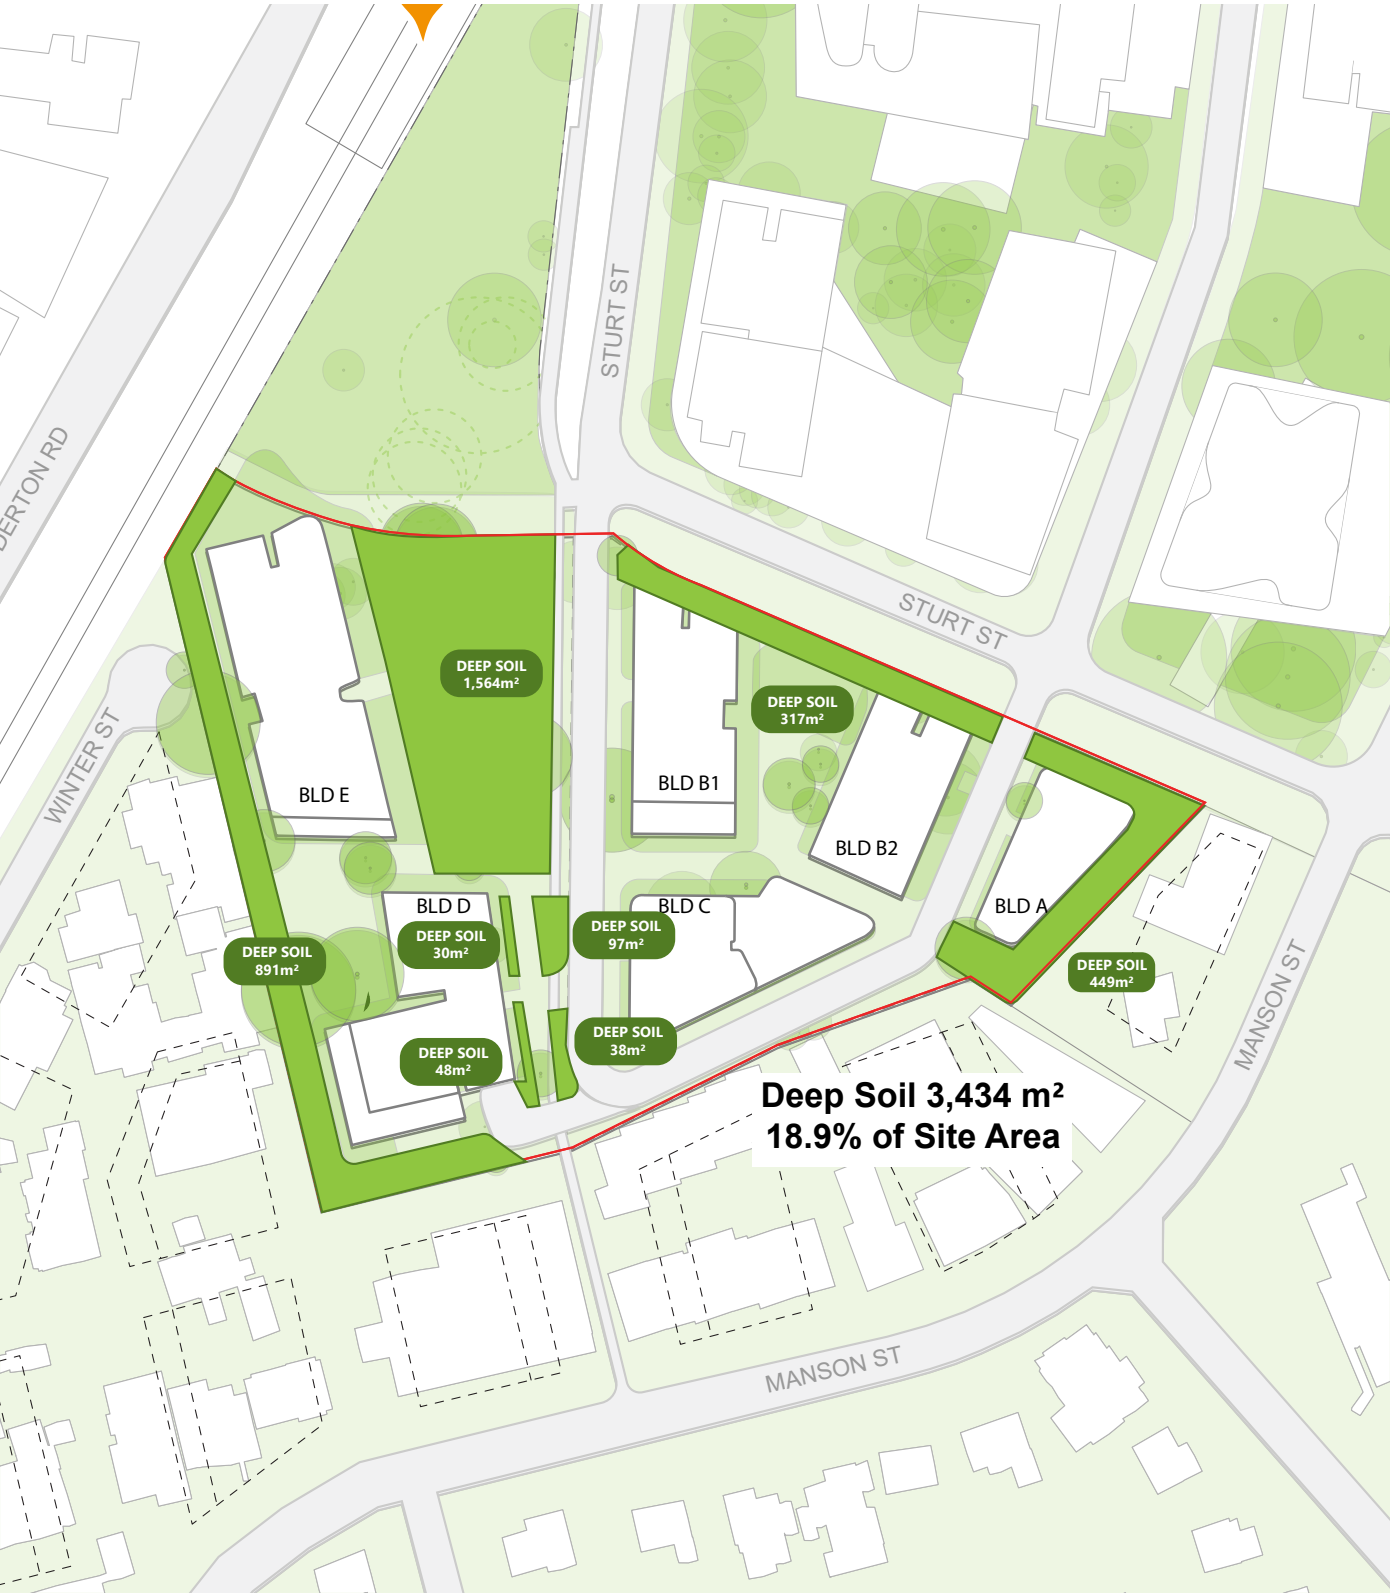 STURT ST
DERTON RD
STURT ST
DEEP SOIL
1,564m²
DEEP SOIL
317m²
WINTER ST
BLD B1
BLD E
BLD B2
BLD D
BLD C
BLD A
DEEP SOIL
97m²
DEEP SOIL
30m²
DEEP SOIL
891m²
DEEP SOIL
449m²
MANSON ST
DEEP SOIL
38m²
DEEP SOIL
48m²
Deep Soil 3,434 m²
18.9% of Site Area
MANSON ST